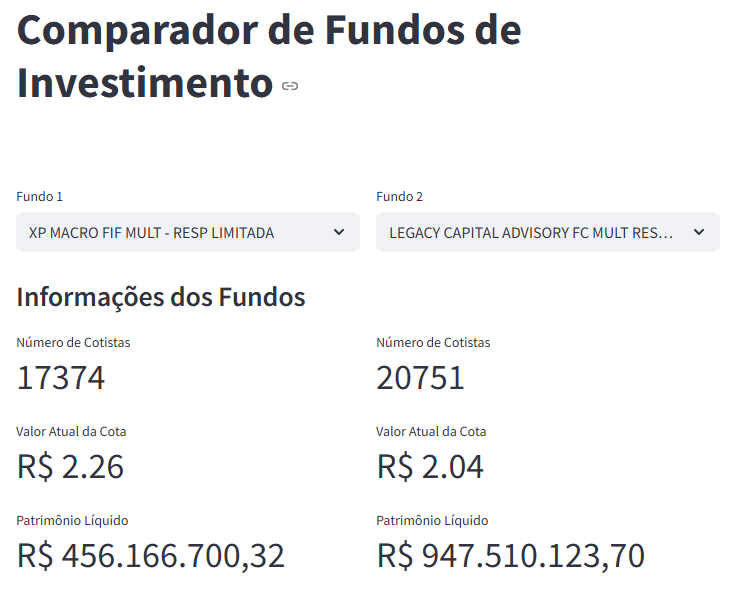 Comparador de Fundos de
Investimento
Fundo 1
XP MACRO FIF MULT - RESP LIMITADA
Fundo 2
LEGACY CAPITAL ADVISORY FC MULT RES...
Informações dos Fundos
Número de Cotistas
17374
Número de Cotistas
20751
Valor Atual da Cota
R$ 2.26
Valor Atual da Cota
R$ 2.04
Patrimônio Líquido
R$ 456.166.700,32
Patrimônio Líquido
R$ 947.510.123,70